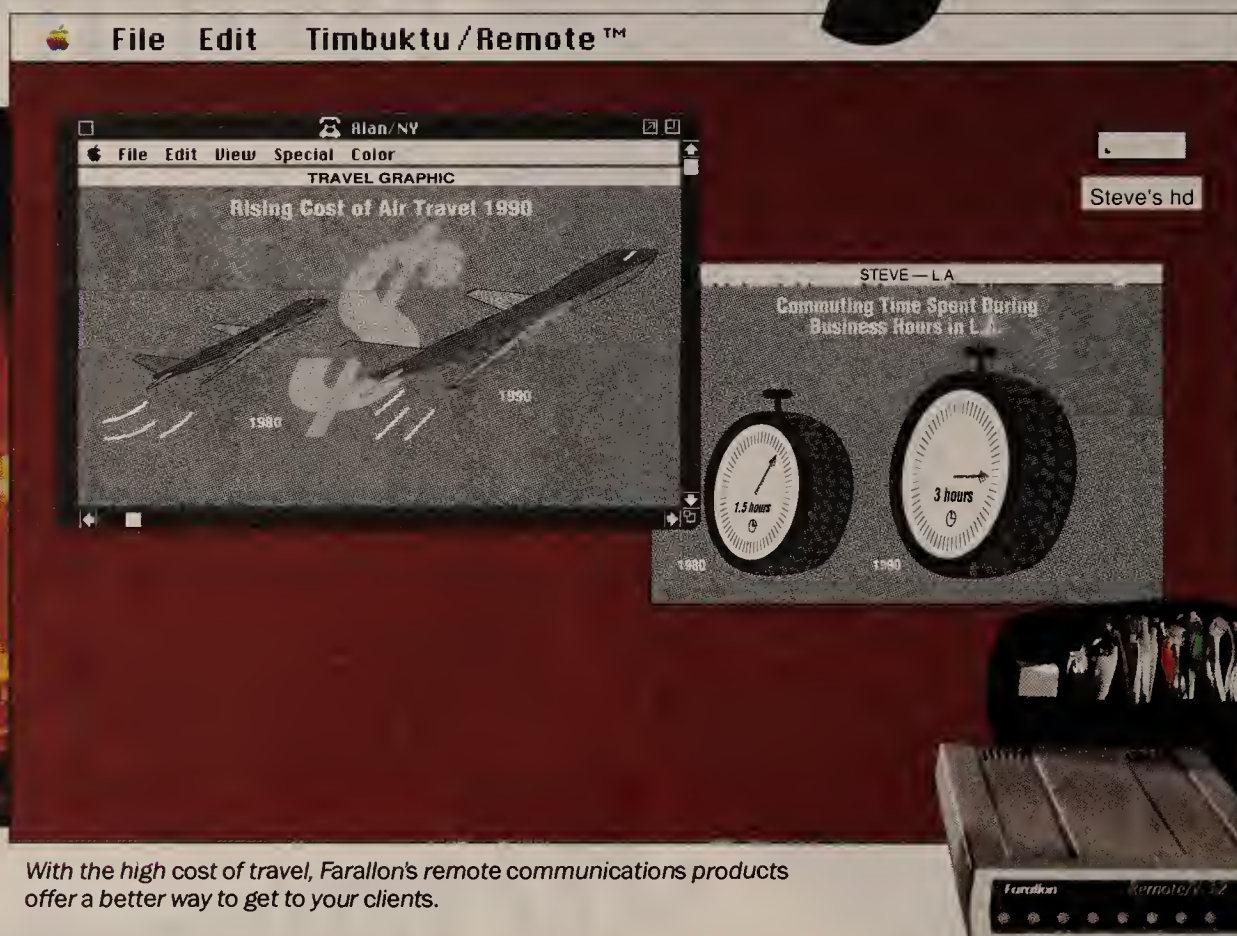 File Edit Timbuktu/Remote™
Alan/NY
File Edit View Special Color
TRAVEL GRAPHIC
Rising Cost of Air Travel 1990
1980
1990
Steve's hd
STEVE — L A
Commuting Time Spent During
Business Hours in L.A.
1.5 hours
3 hours
1980
1990
With the high cost of travel, Farallon's remote communications products
offer a better way to get to your clients.
Farallon Remote/V.32